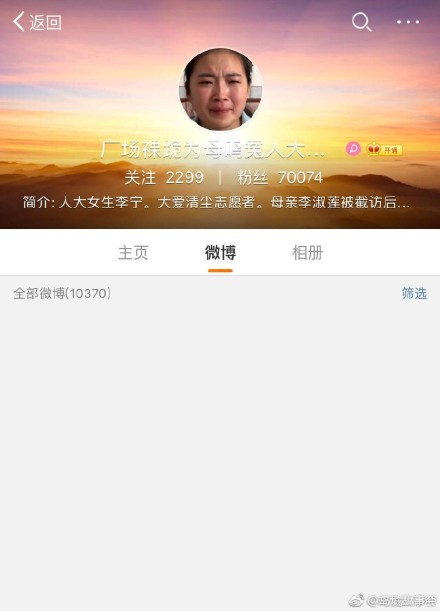 返回
广场裸跪为母鸣冤人大...
开通
关注 2299 | 粉丝 70074
简介: 人大女生李宁。大爱清尘志愿者。母亲李淑莲被截访后...
主页 微博 相册
全部微博(10370) 筛选